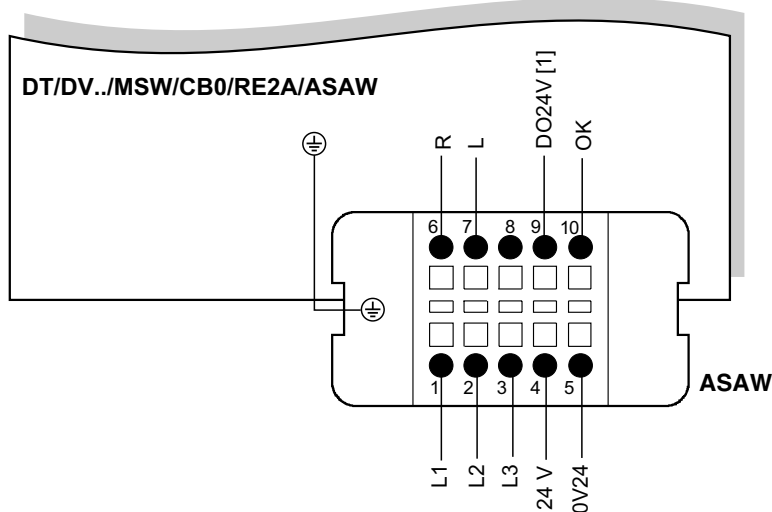 DT/DV../MSW/CB0/RE2A/ASAW
R
L
DO24V [1]
OK
6 7 8 9 10
1 2 3 4 5
ASAW
L1
L2
L3
24 V
0V24